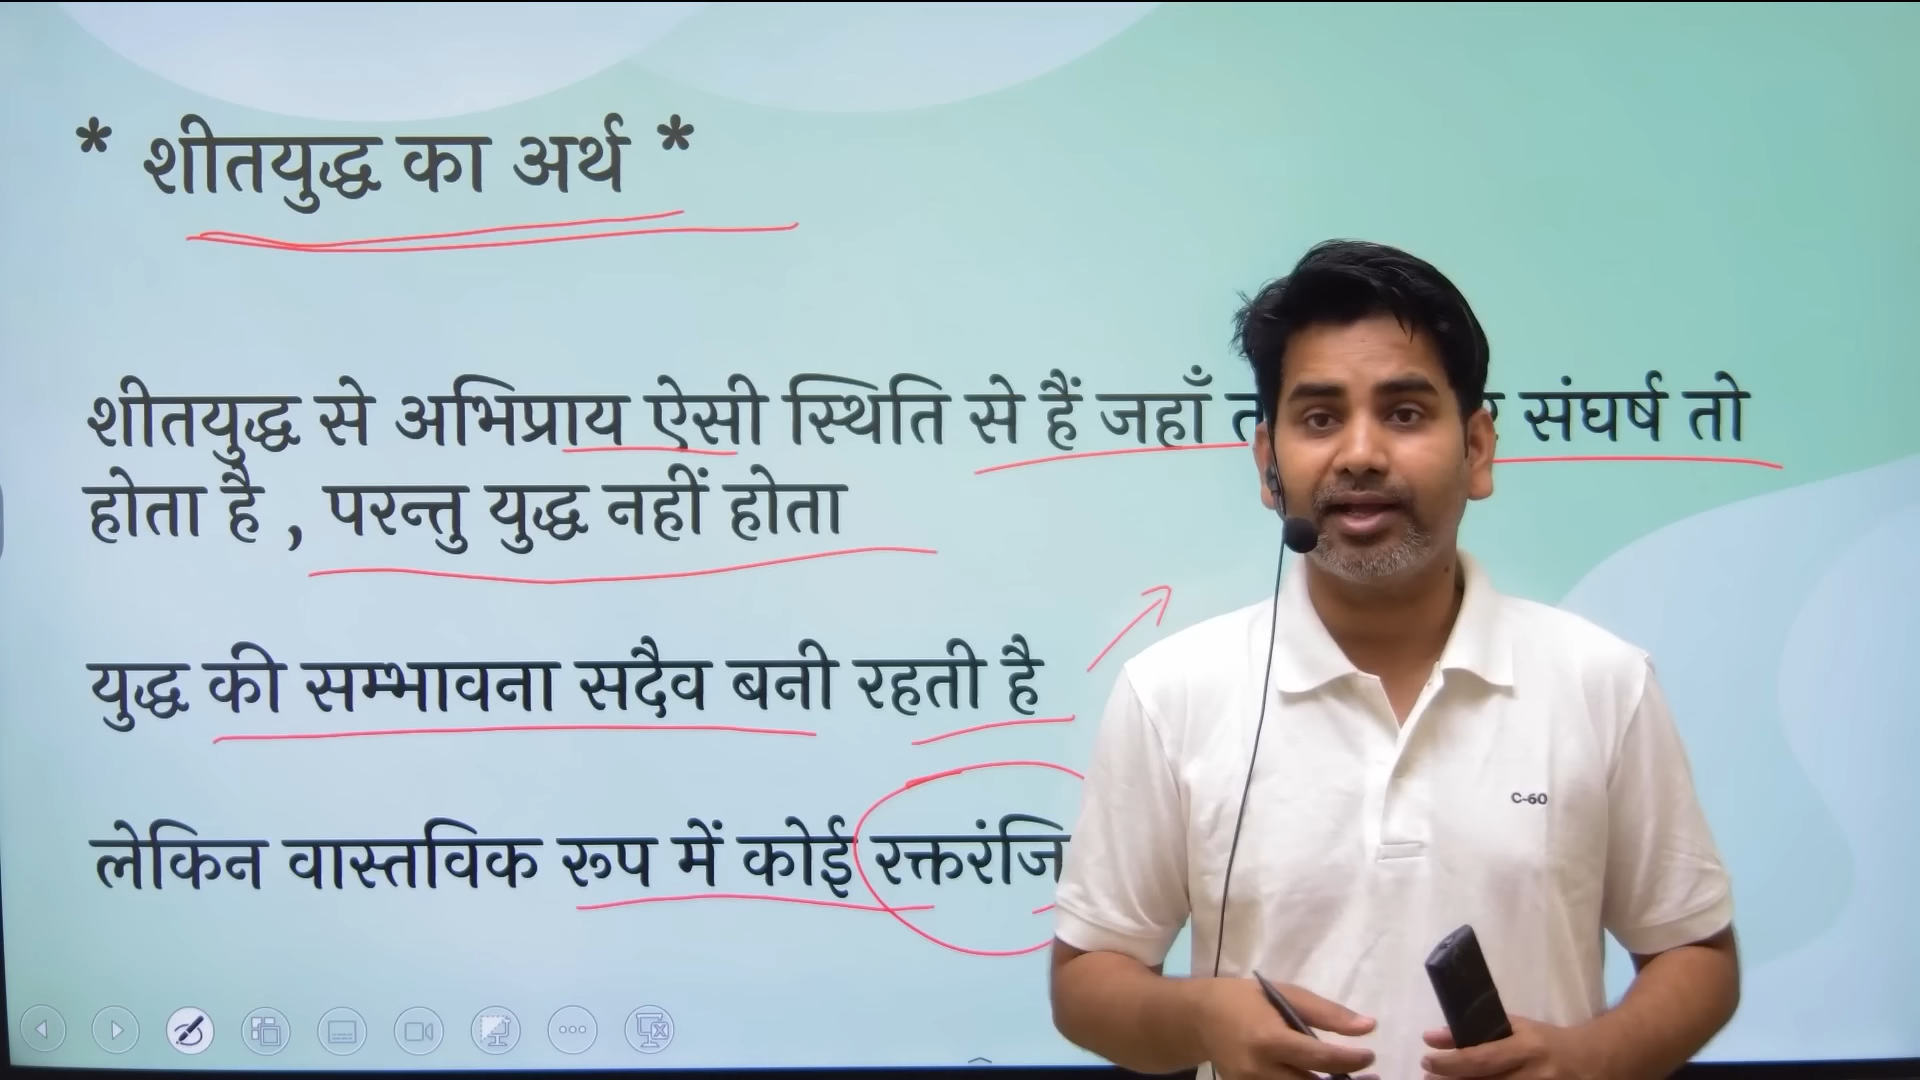 * शीतयुद्ध का अर्थ *
शीतयुद्ध से अभिप्राय ऐसी स्थिति से हैं जहाँ संघर्ष तो
होता है , परन्तु युद्ध नहीं होता
युद्ध की सम्भावना सदैव बनी रहती है
लेकिन वास्तविक रूप में कोई
C-60